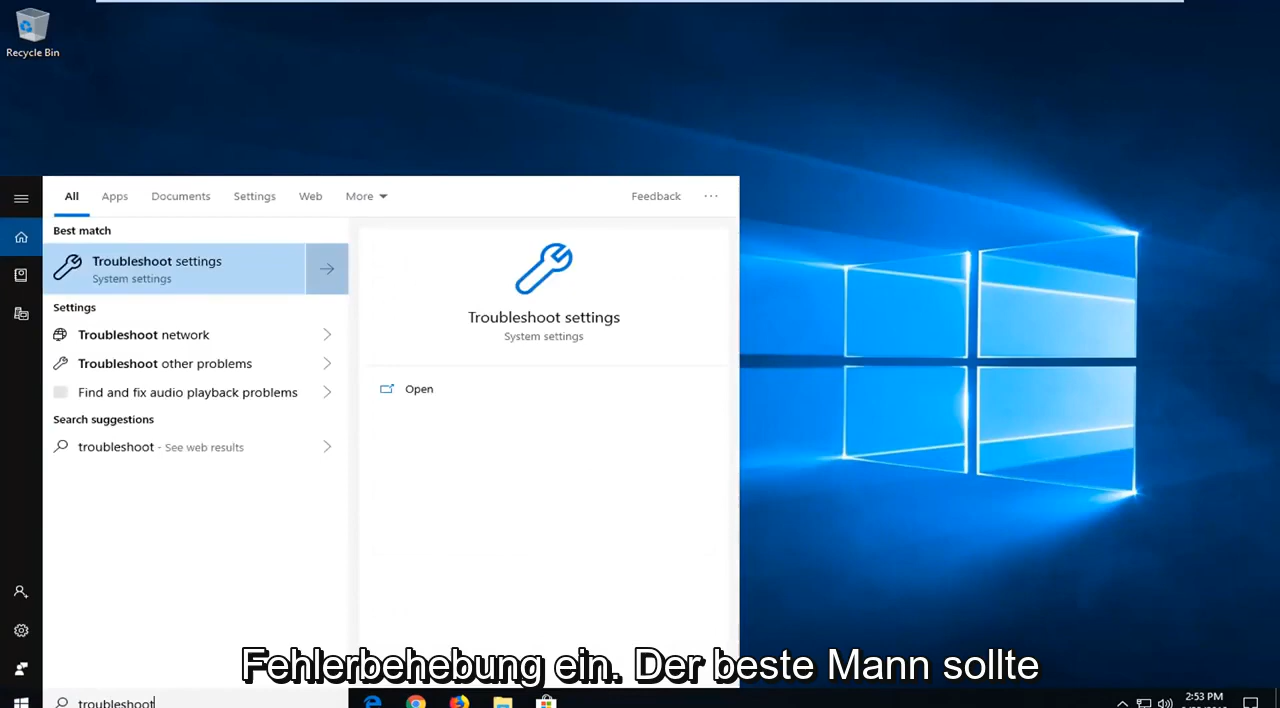 Recycle Bin
All Apps Documents Settings Web More Feedback ...
Best match
Troubleshoot settings
System settings
Settings
Troubleshoot network
Troubleshoot other problems
Find and fix audio playback problems
Search suggestions
troubleshoot - See web results
Troubleshoot settings
System settings
Open
Fehlerbehebung ein. Der beste Mann sollte
troubleshoot
2:53 PM